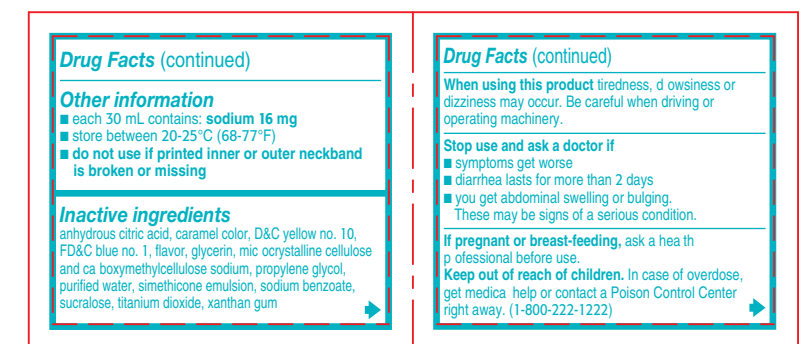 Drug Facts (continued)
Other information
■ each 30 mL contains: sodium 16 mg
■ store between 20-25°C (68-77°F)
■ do not use if printed inner or outer neckband
is broken or missing
Inactive ingredients
anhydrous citric acid, caramel color, D&C yellow no. 10,
FD&C blue no. 1, flavor, glycerin, mic ocrystalline cellulose
and ca boxymethylcellulose sodium, propylene glycol,
purified water, simethicone emulsion, sodium benzoate,
sucralose, titanium dioxide, xanthan gum
Drug Facts (continued)
When using this product tiredness, d owsiness or
dizziness may occur. Be careful when driving or
operating machinery.
Stop use and ask a doctor if
■ symptoms get worse
■ diarrhea lasts for more than 2 days
■ you get abdominal swelling or bulging.
These may be signs of a serious condition.
If pregnant or breast-feeding, ask a hea th
p ofessional before use.
Keep out of reach of children. In case of overdose,
get medica  help or contact a Poison Control Center
right away. (1-800-222-1222)